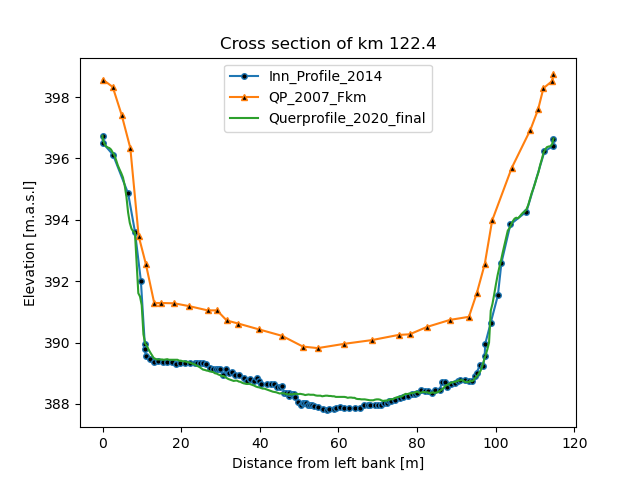 Cross section of km 122.4
Inn_Profile_2014
QP_2007_Fkm
Querprofile_2020_final
Elevation [m.a.s.l]
398
396
394
392
390
388
0 20 40 60 80 100 120
Distance from left bank [m]